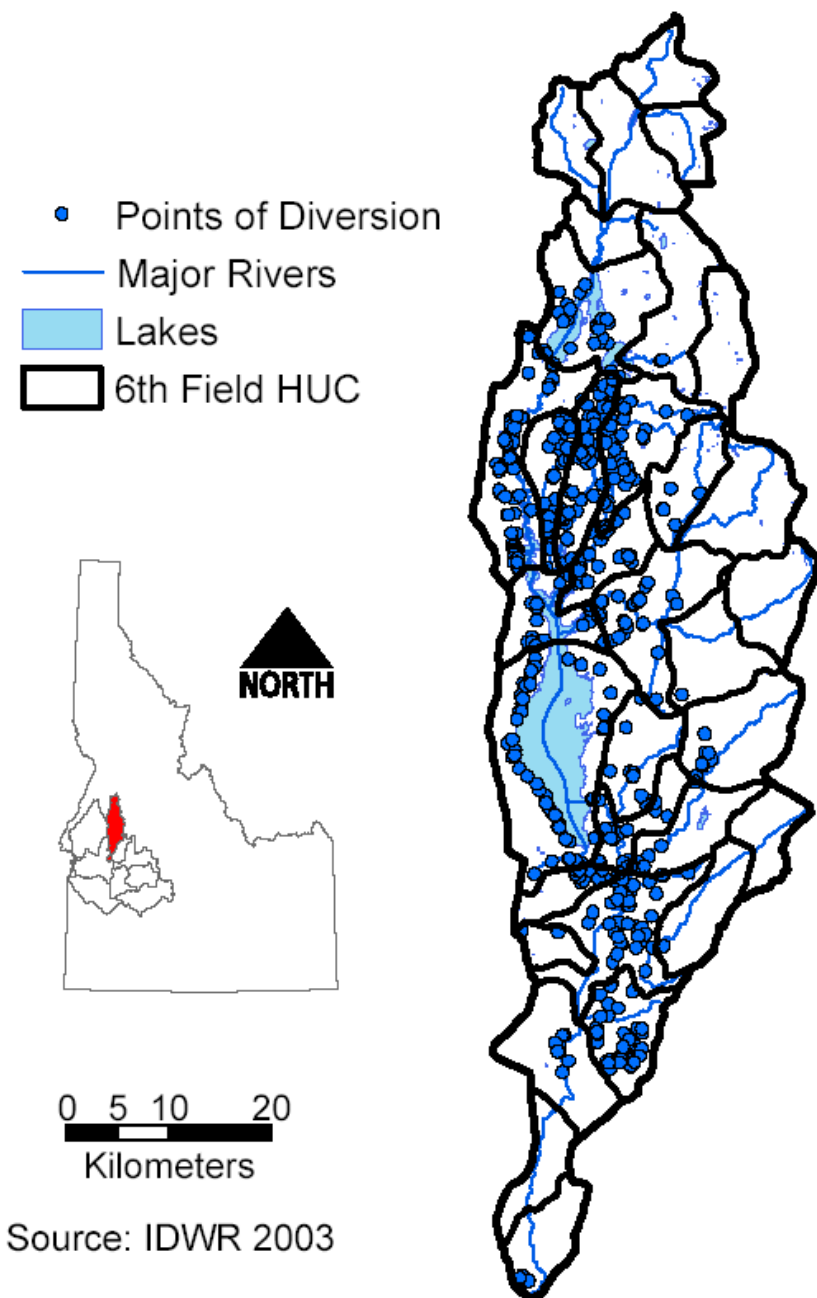 Points of Diversion
Major Rivers
Lakes
6th Field HUC
NORTH
0 5 10 20
Kilometers
Source: IDWR 2003